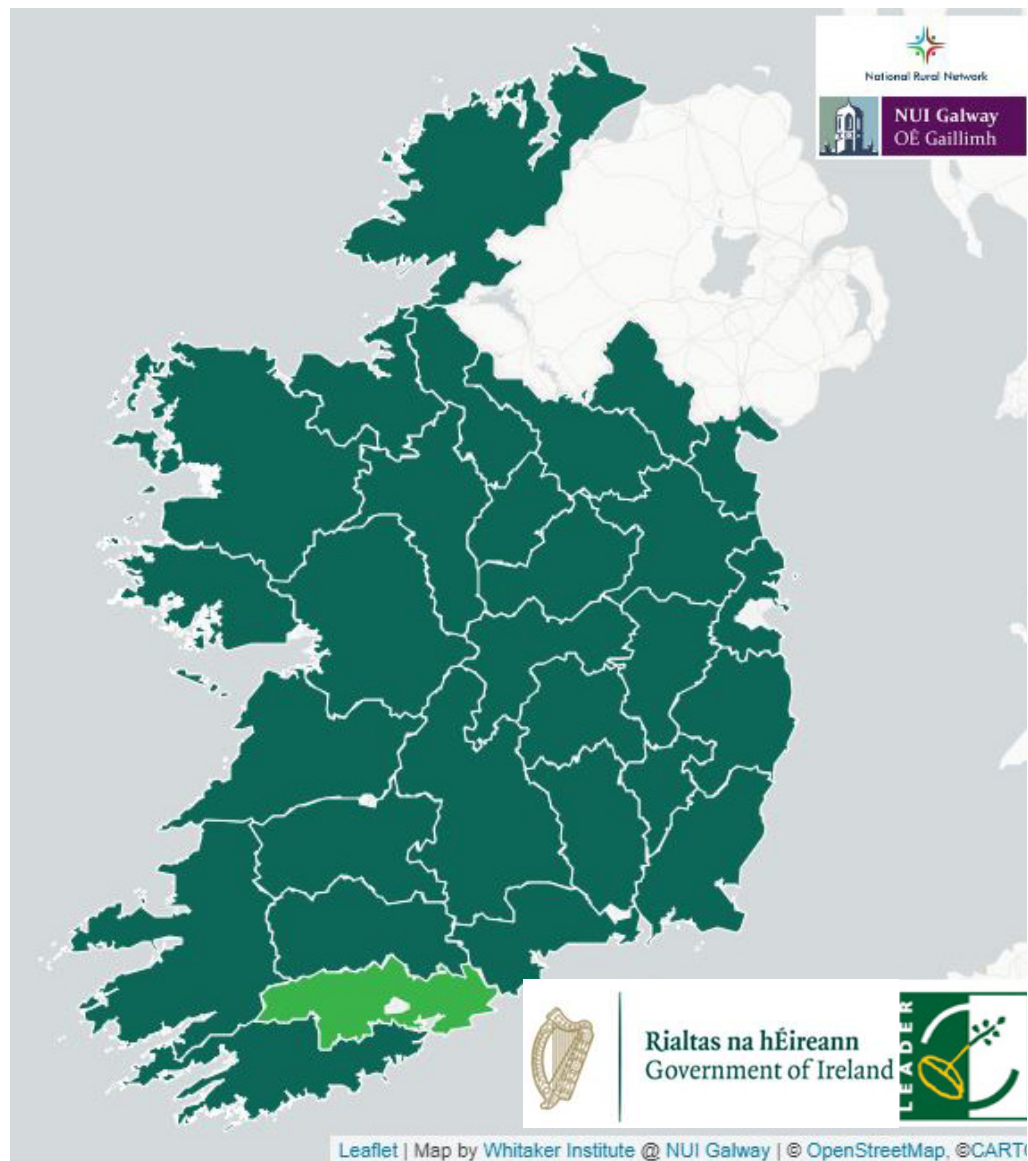 National Rural Network
NUI Galway
OÉ Gaillimh
Rialtas na hÉireann
Government of Ireland
LEADER
Leaflet | Map by Whitaker Institute @ NUI Galway | © OpenStreetMap, ©CARTO